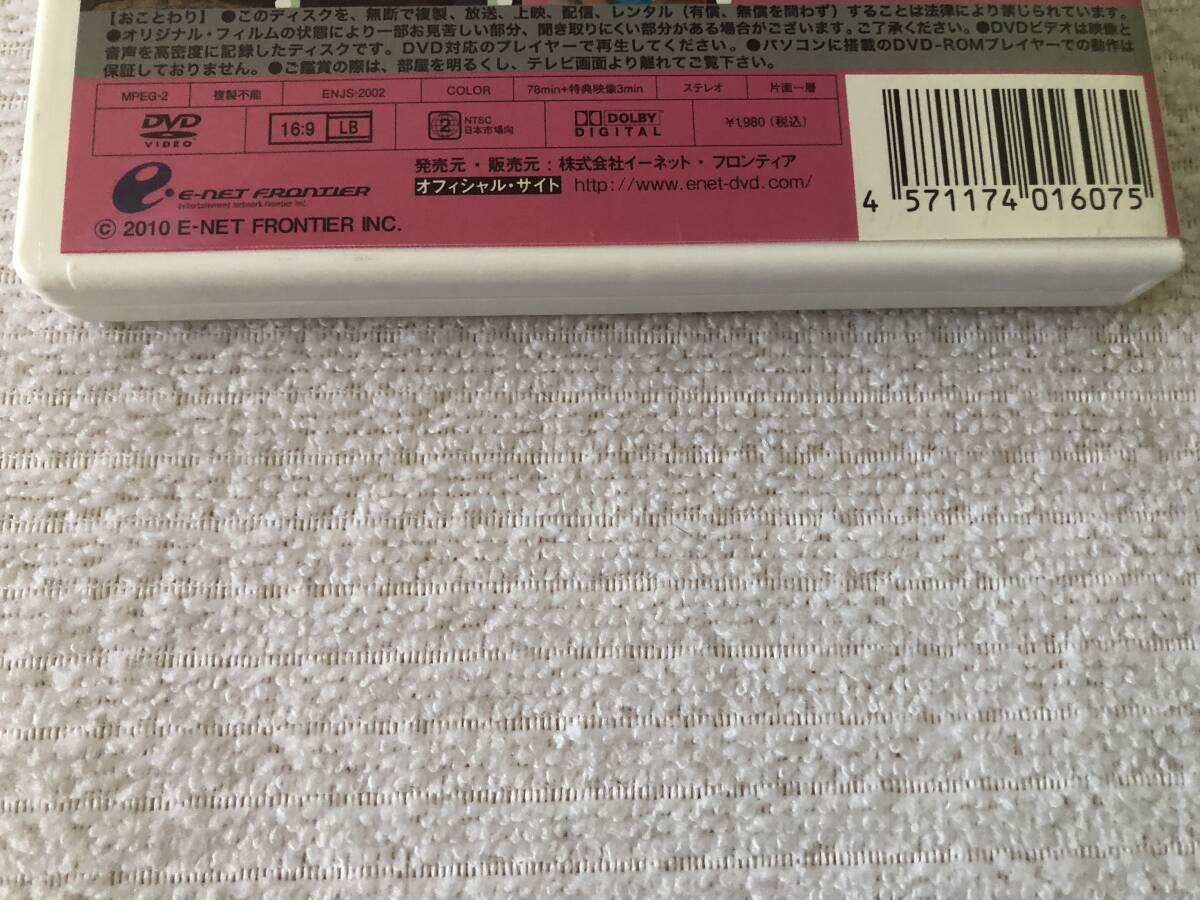 【おことわり】●このディスクを、無断で複製、放送、上映、配信、レンタル（有償、無償を問わず）することは法律により禁じられています。
●オリジナル・フィルムの状態により一部お見苦しい部分、聞き取りにくい部分がある場合がございます。ご了承ください。●DVDビデオは映像と
音声を高密度に記録したディスクです。DVD対応のプレイヤーで再生してください。●パソコンに搭載のDVD-ROMプレイヤーでの動作は
保証しておりません。●ご鑑賞の際は、部屋を明るくし、テレビ画面より離れてご覧下さい。
MPEG-2 複製不能 ENJS-2002 COLOR 78min+特典映像3min ステレオ 片面一層
DVD VIDEO
16:9 LB
2 NTSC 日本市場向
DOLBY DIGITAL
¥1,980（税込）
e-NET FRONTIER
Entertainment Network Frontier Inc.
発売元・販売元：株式会社イーネット・フロンティア
オフィシャル・サイト http://www.enet-dvd.com/
© 2010 E-NET FRONTIER INC.
4 571174 016075